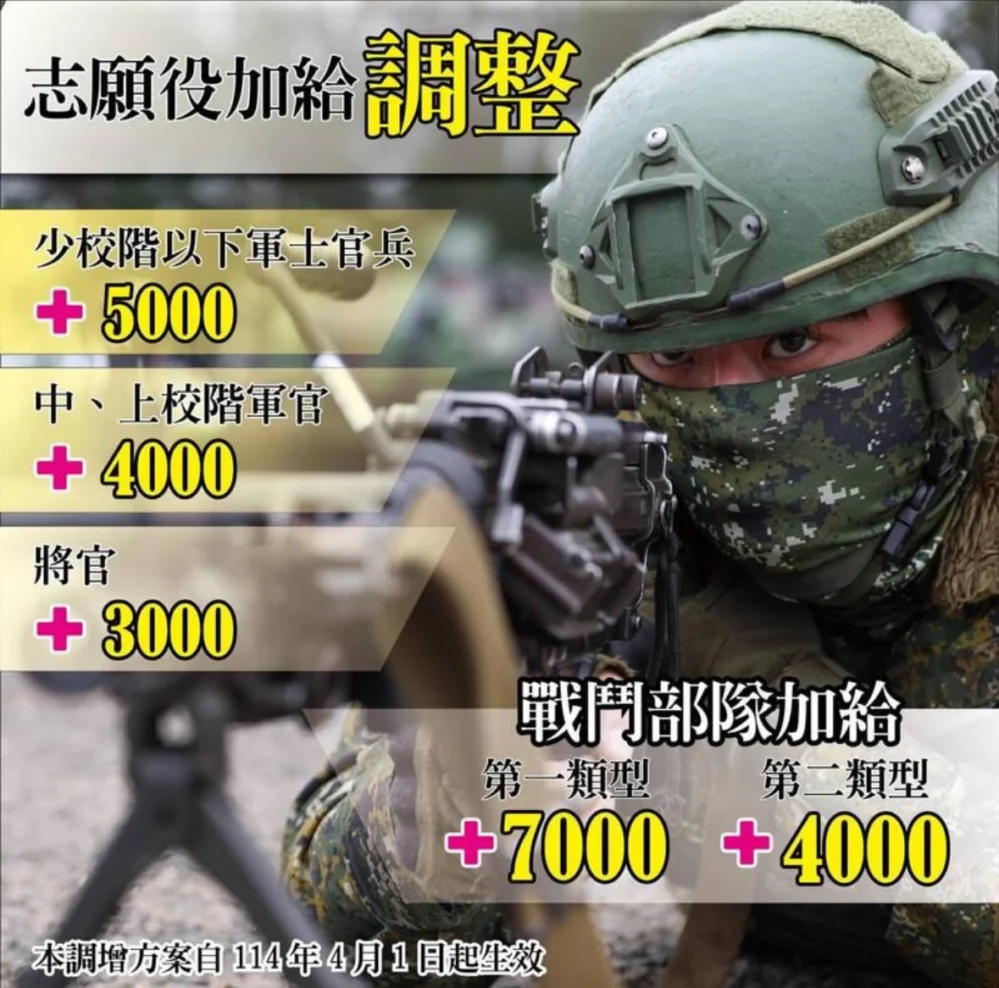 志願役加給調整
少校階以下軍士官兵
+ 5000
中、上校階軍官
+ 4000
將官
+ 3000
戰鬥部隊加給
第一類型 第二類型
+7000 +4000
本調增方案自114年4月1日起生效